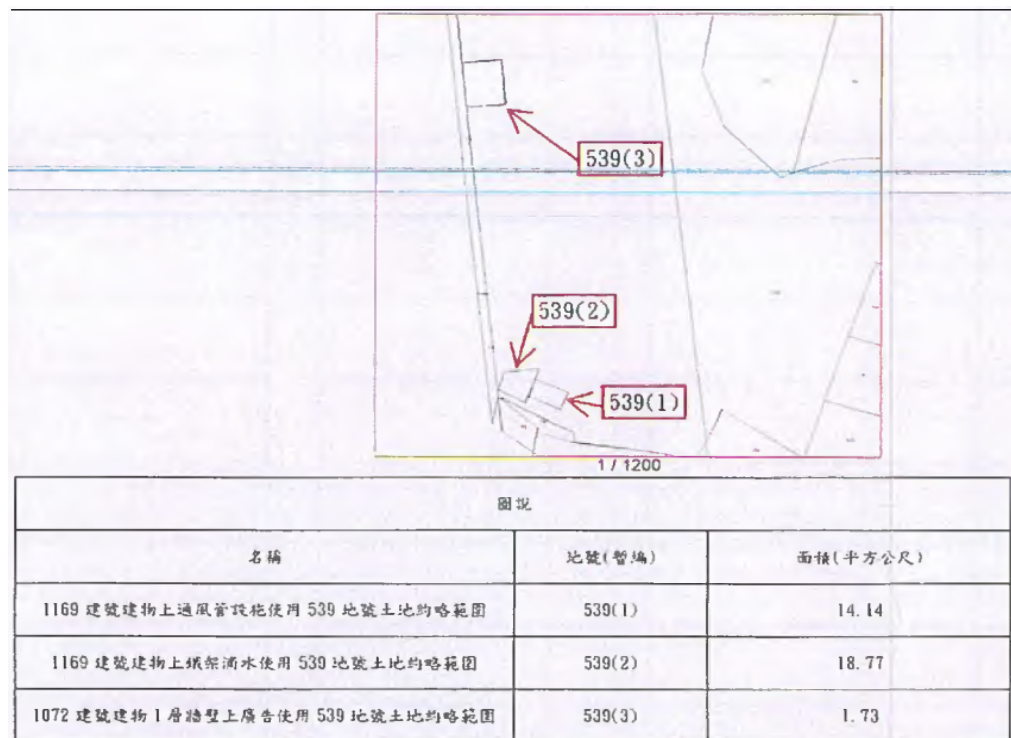 539(3)
539(2)
539(1)
1 / 1200
圖說
名稱 地號(暫編) 面積(平方公尺)
1169 建號建物上通風管設施使用 539 地號土地約略範圍 539(1) 14.14
1169 建號建物上鐵架滴水使用 539 地號土地約略範圍 539(2) 18.77
1072 建號建物 1 層牆壁上廣告使用 539 地號土地約略範圍 539(3) 1.73